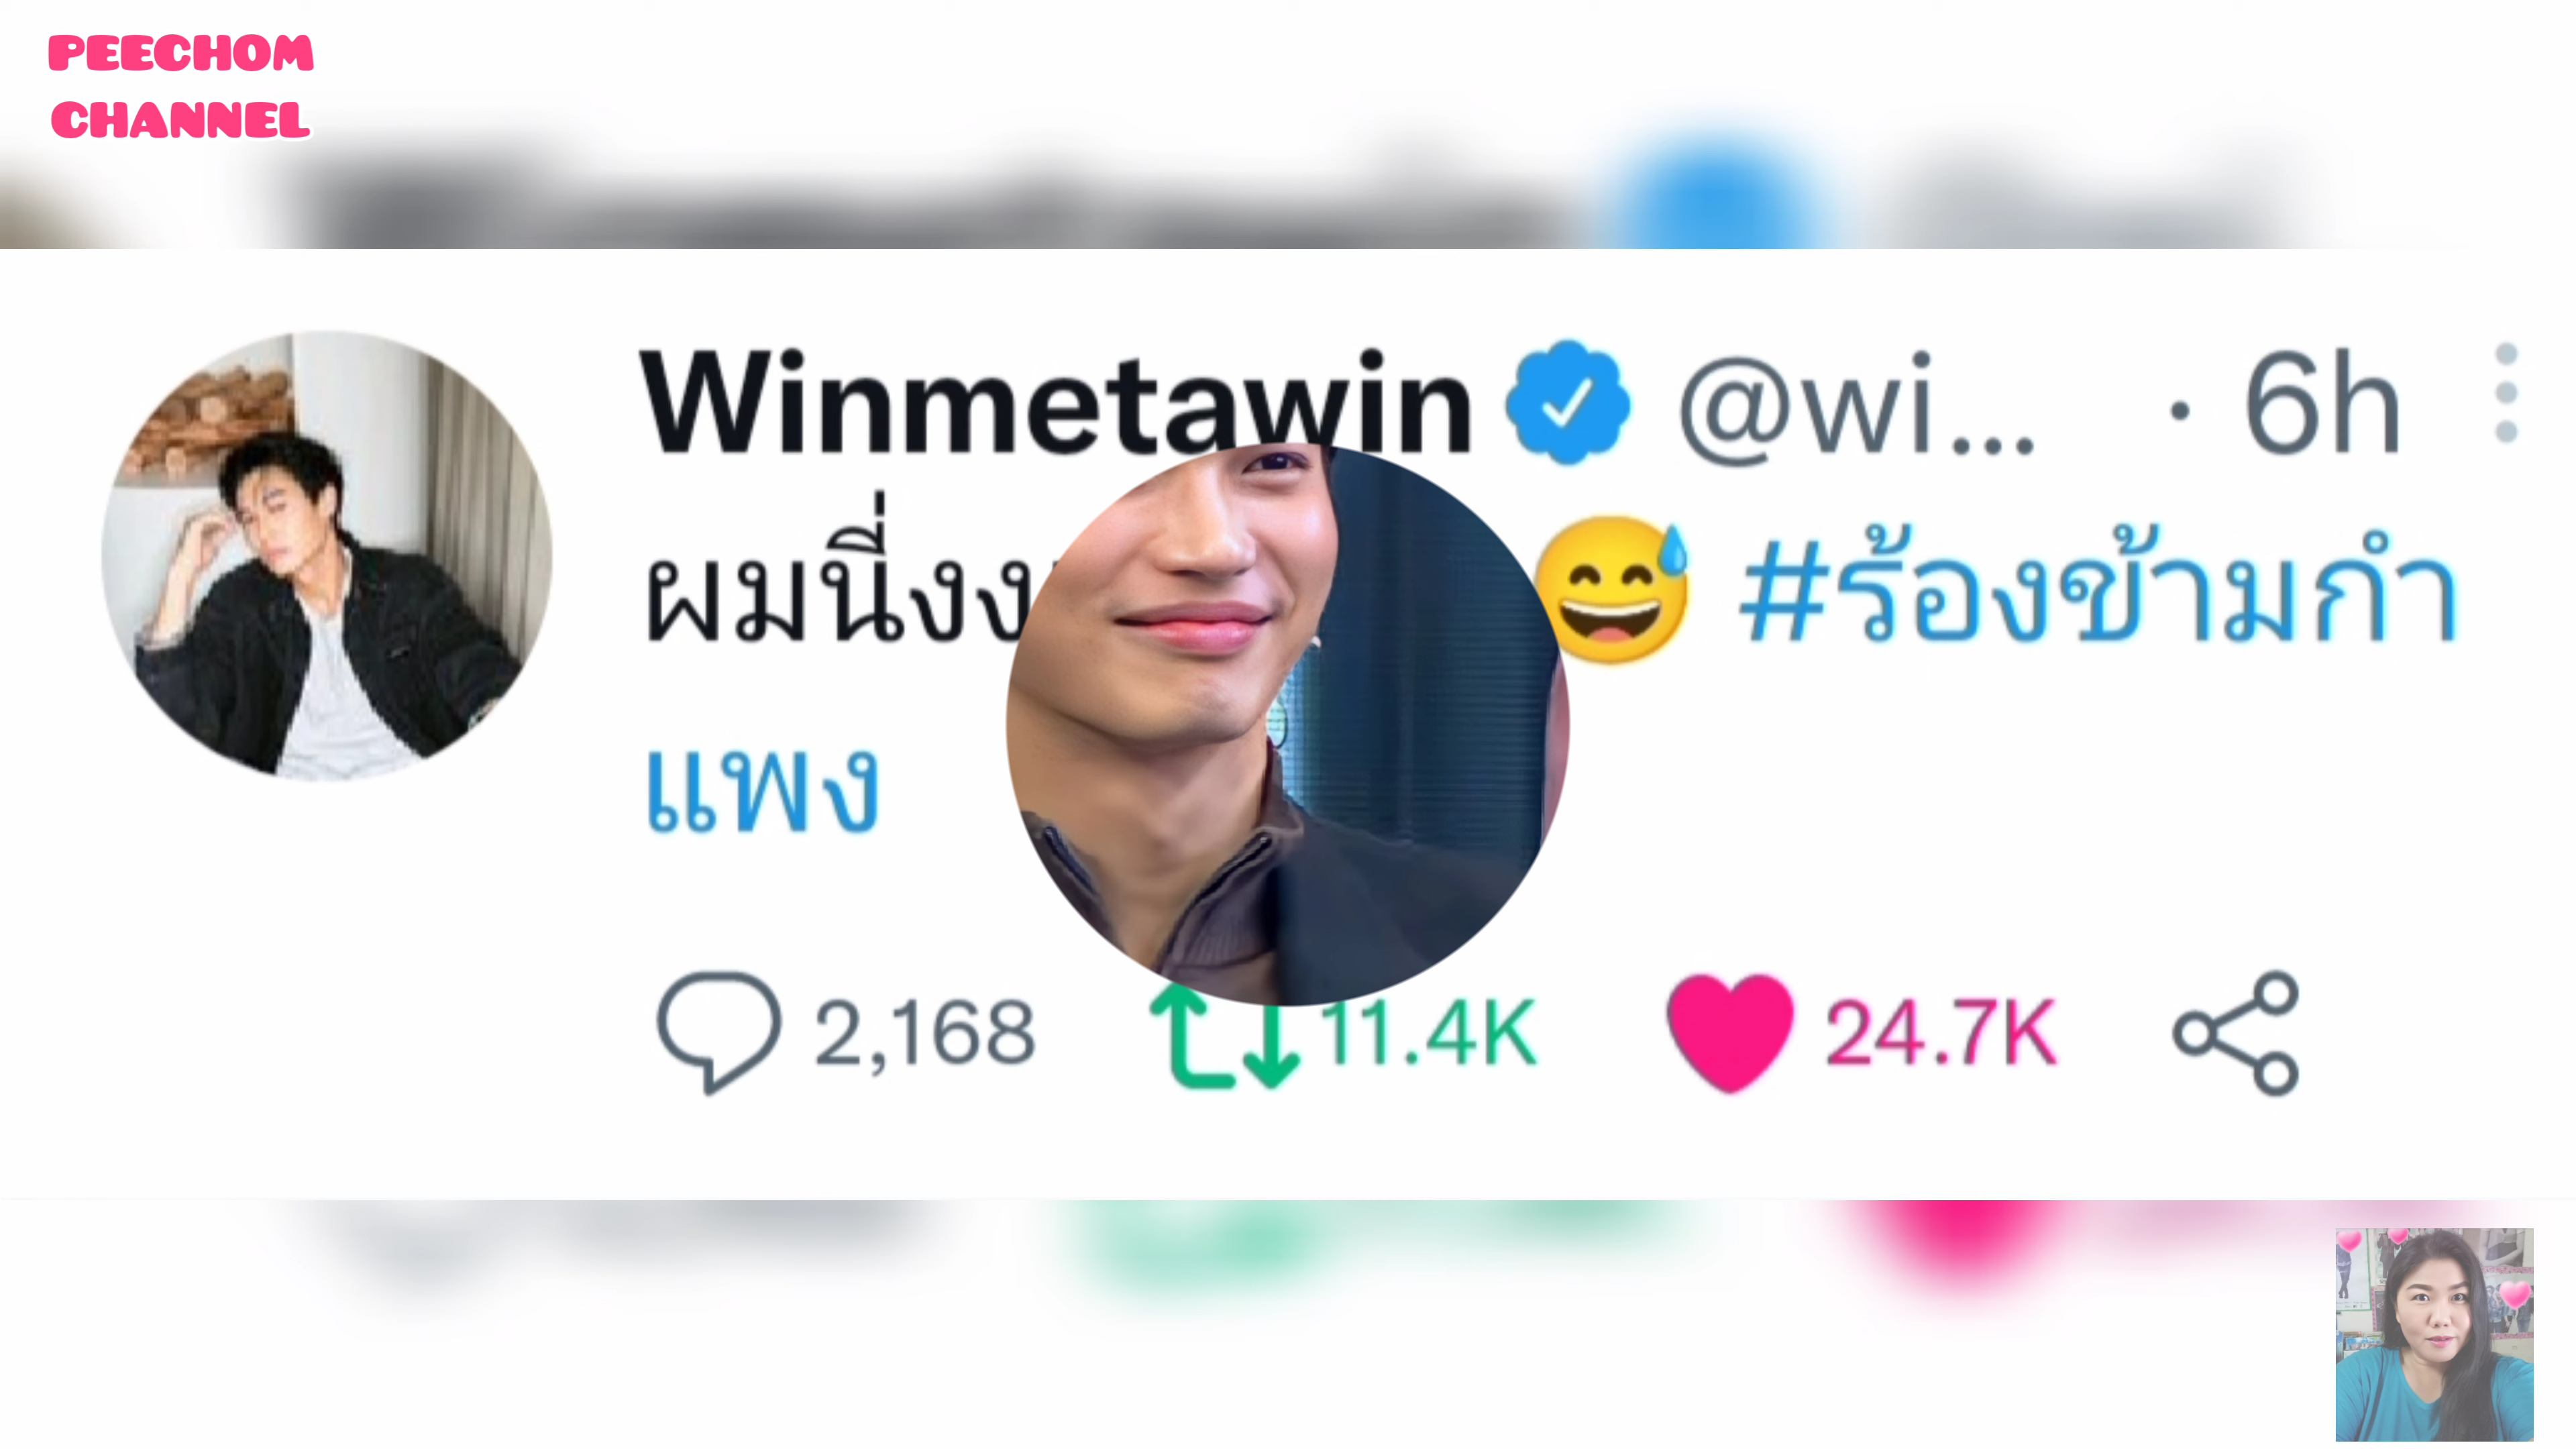 PEECHOM
CHANNEL
Winmetawin @wi... · 6h
ผมนี่งง 😅 #ร้องข้ามกำ
แพง
2,168 11.4K 24.7K